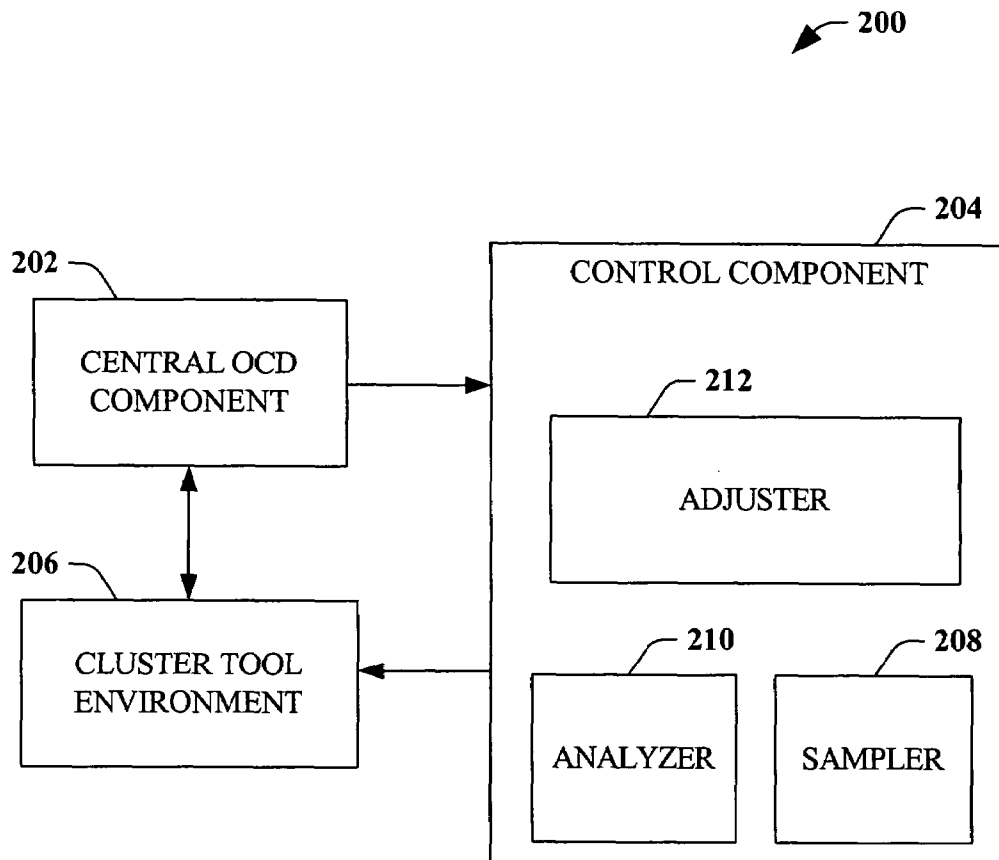 200
204
CONTROL COMPONENT
202
CENTRAL OCD
COMPONENT
212
ADJUSTER
206
CLUSTER TOOL
ENVIRONMENT
210
ANALYZER
208
SAMPLER